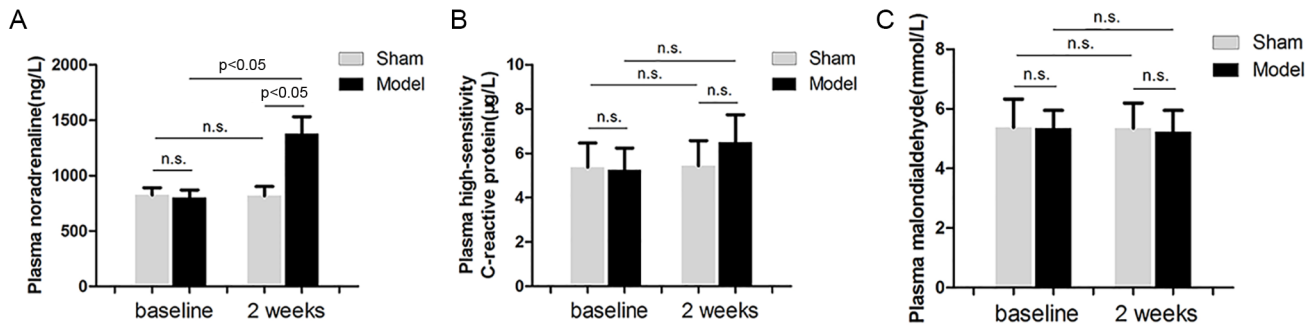 A
Plasma noradrenaline(ng/L)
2000
1500
1000
500
0
p<0.05
p<0.05
n.s.
n.s.
Sham
Model
baseline
2 weeks
B
Plasma high-sensitivity
C-reactive protein(μg/L)
10
8
6
4
2
0
n.s.
n.s.
n.s.
n.s.
Sham
Model
baseline
2 weeks
C
Plasma malondialdehyde(mmol/L)
8
6
4
2
0
n.s.
n.s.
n.s.
n.s.
Sham
Model
baseline
2 weeks